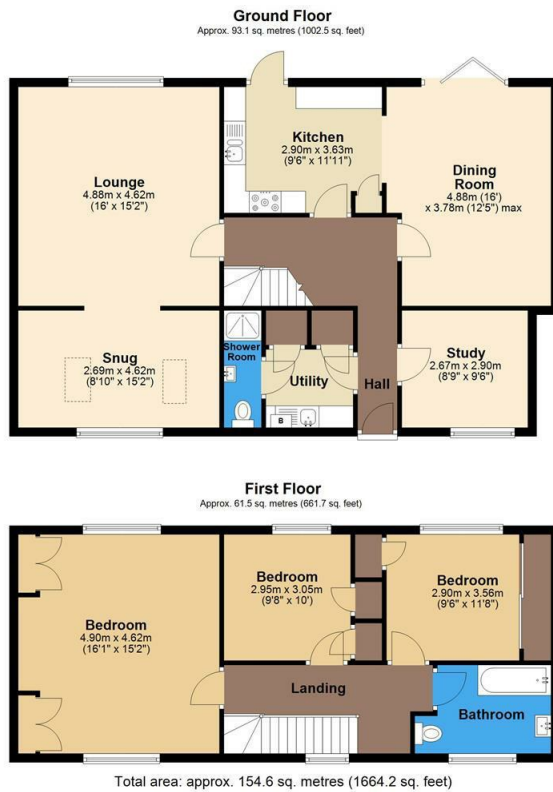 Ground Floor
Approx. 93.1 sq. metres (1002.5 sq. feet)
Kitchen
2.90m x 3.63m
(9'6" x 11'11")
Lounge
4.88m x 4.62m
(16' x 15'2")
Dining
Room
4.88m (16')
x 3.78m (12'5") max
Snug
2.69m x 4.62m
(8'10" x 15'2")
Shower
Room
Utility
B
Hall
Study
2.67m x 2.90m
(8'9" x 9'6")
First Floor
Approx. 61.5 sq. metres (661.7 sq. feet)
Bedroom
4.90m x 4.62m
(16'1" x 15'2")
Bedroom
2.95m x 3.05m
(9'8" x 10')
Bedroom
2.90m x 3.56m
(9'6" x 11'8")
Landing
Bathroom
Total area: approx. 154.6 sq. metres (1664.2 sq. feet)